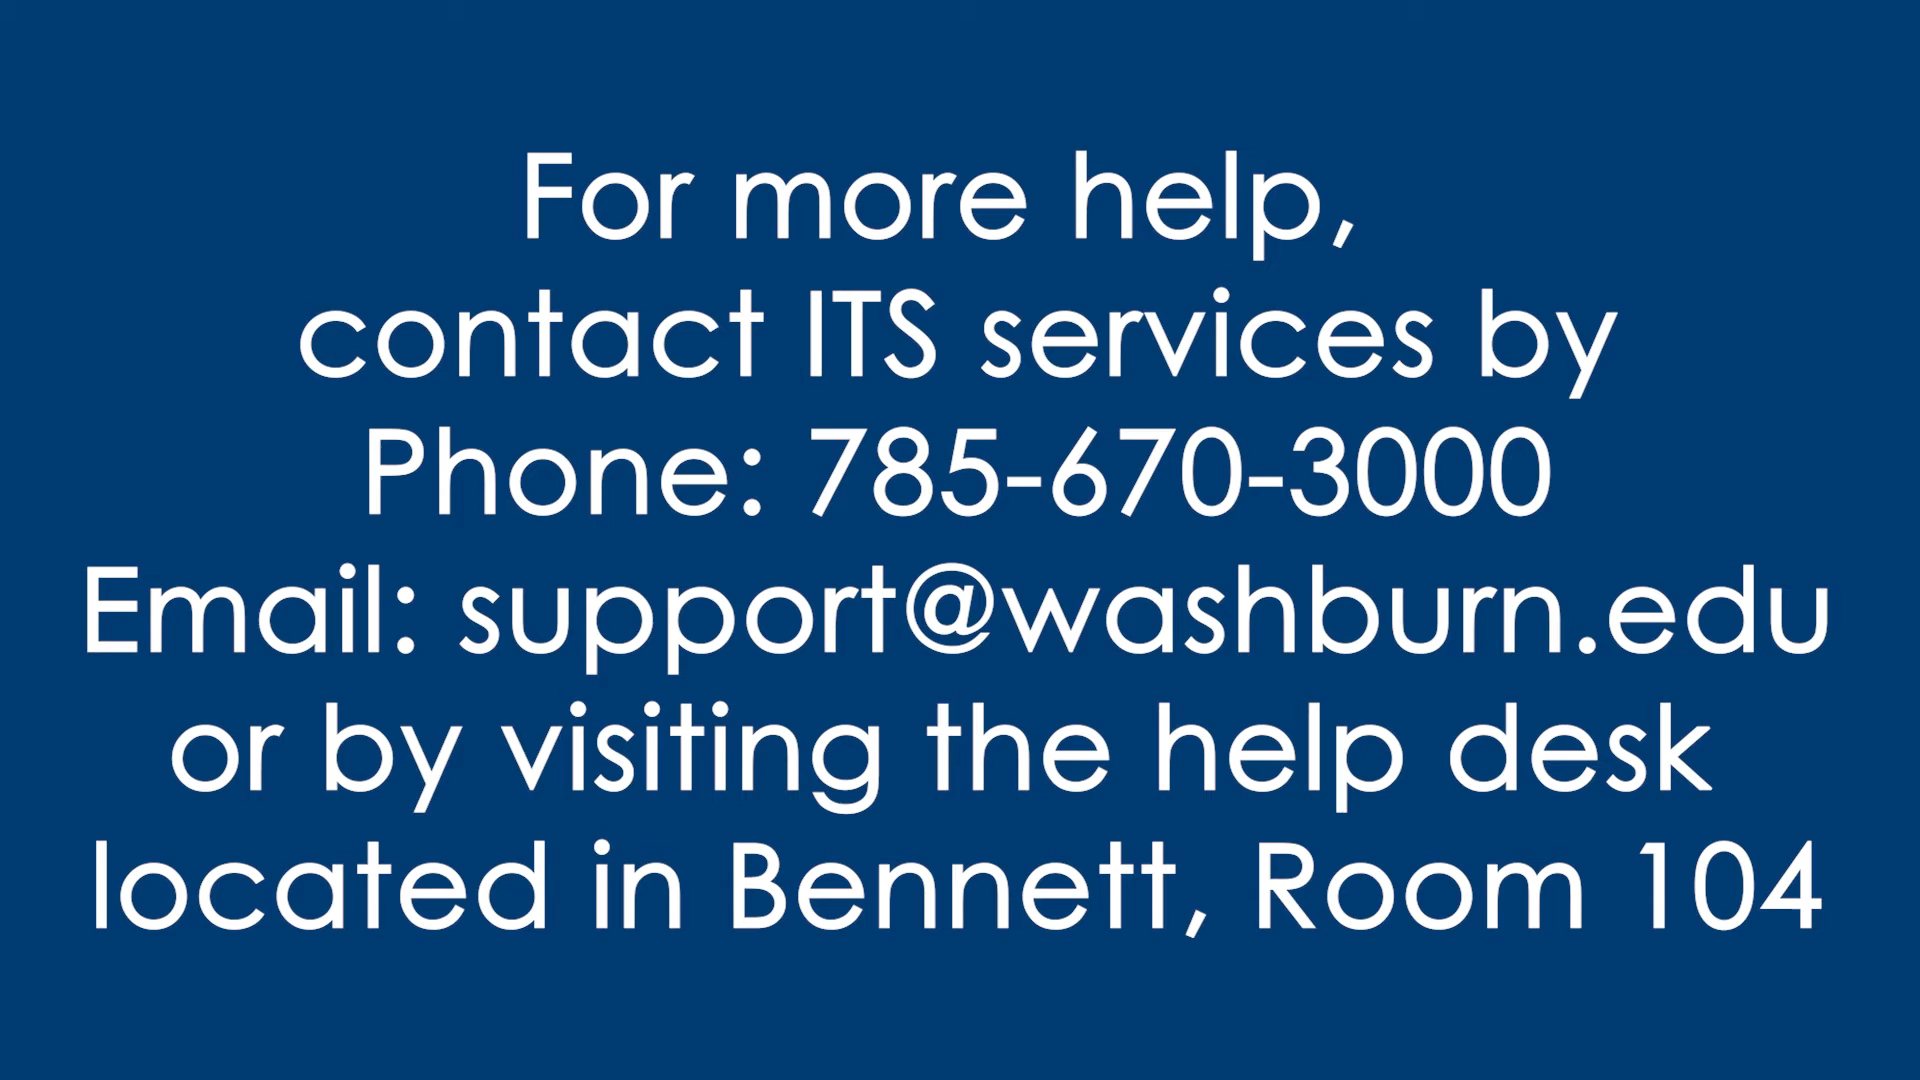 For more help,
contact ITS services by
Phone: 785-670-3000
Email: support@washburn.edu
or by visiting the help desk
located in Bennett, Room 104